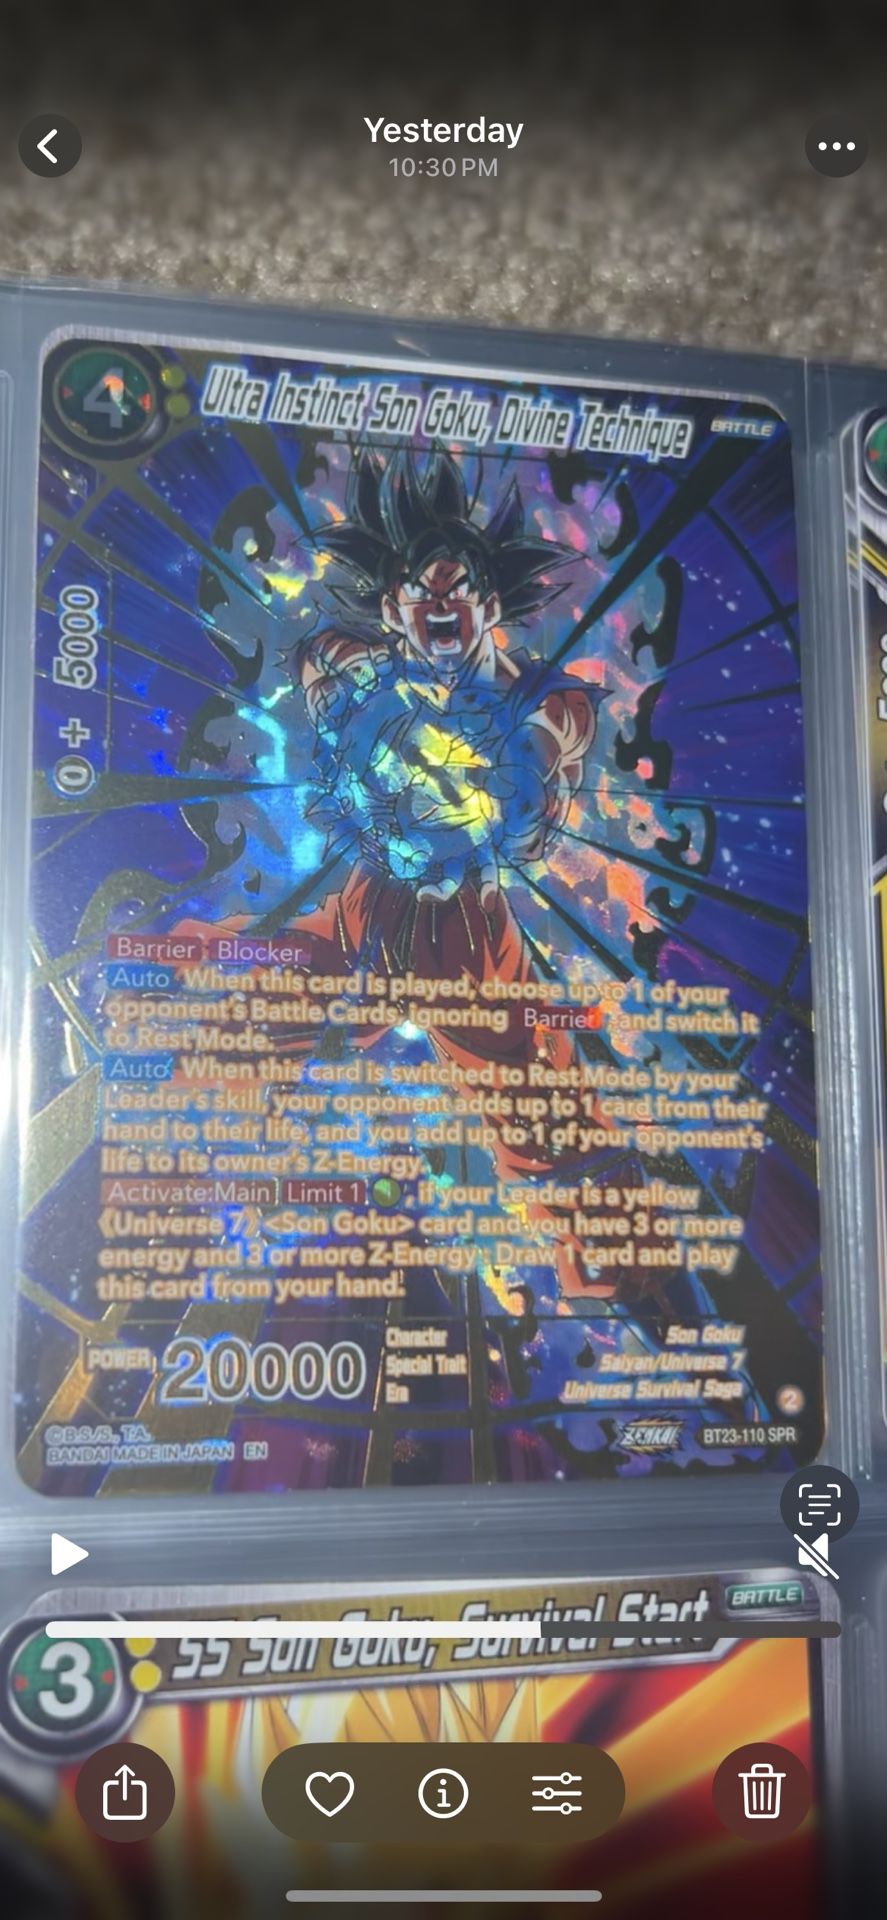 Yesterday
10:30 PM
4
Ultra Instinct Son Goku, Divine Technique
BATTLE
0 + 5000
Barrier Blocker
Auto When this card is played, choose up to 1 of your
opponent's Battle Cards, ignoring Barrier, and switch it
to Rest Mode.
Auto When this card is switched to Rest Mode by your
Leader's skill, your opponent adds up to 1 card from their
hand to their life, and you add up to 1 of your opponent's
life to its owner's Z-Energy.
Activate:Main Limit 1 , if your Leader is a yellow
《Universe 7》 <Son Goku> card and you have 3 or more
energy and 3 or more Z-Energy : Draw 1 card and play
this card from your hand.
POWER 20000
Character Son Goku
Special Trait Saiyan/Universe 7
Era Universe Survival Saga
2
©B.S./S., T.A.
BANDAI MADE IN JAPAN EN
ZENKAI BT23-110 SPR
3
SS Son Goku, Survival Start
BATTLE